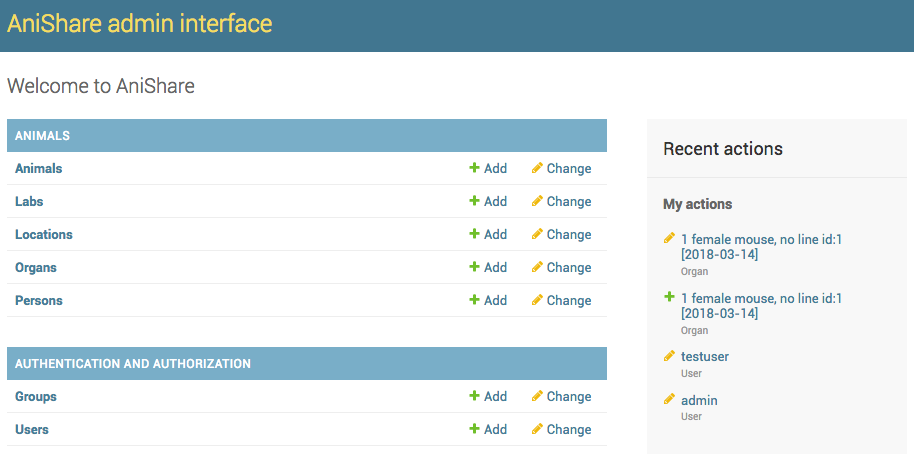 AniShare admin interface
Welcome to AniShare
ANIMALS
Animals Add Change
Labs Add Change
Locations Add Change
Organs Add Change
Persons Add Change
AUTHENTICATION AND AUTHORIZATION
Groups Add Change
Users Add Change
Recent actions
My actions
1 female mouse, no line id:1
[2018-03-14]
Organ
1 female mouse, no line id:1
[2018-03-14]
Organ
testuser
User
admin
User